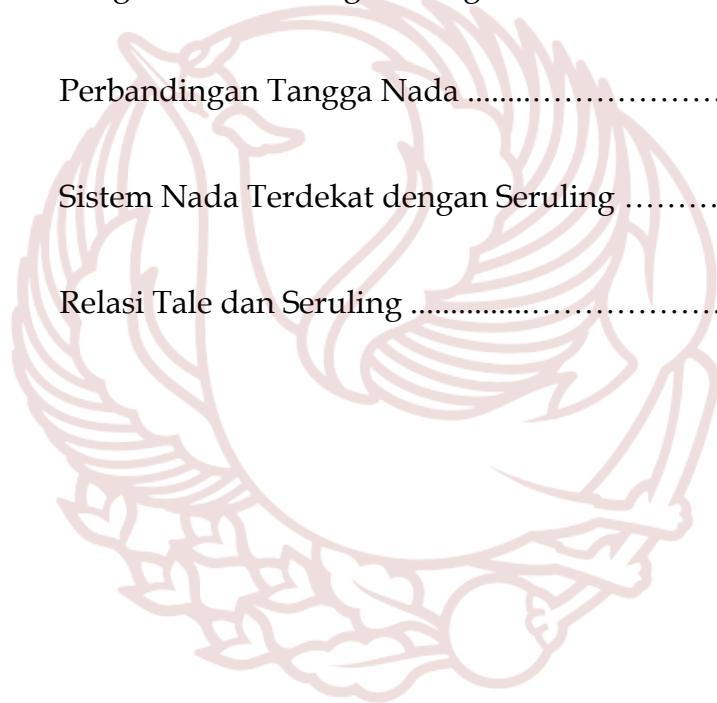 Perbandingan Tangga Nada ........……………….
Sistem Nada Terdekat dengan Seruling ……….
Relasi Tale dan Seruling ...............……………….